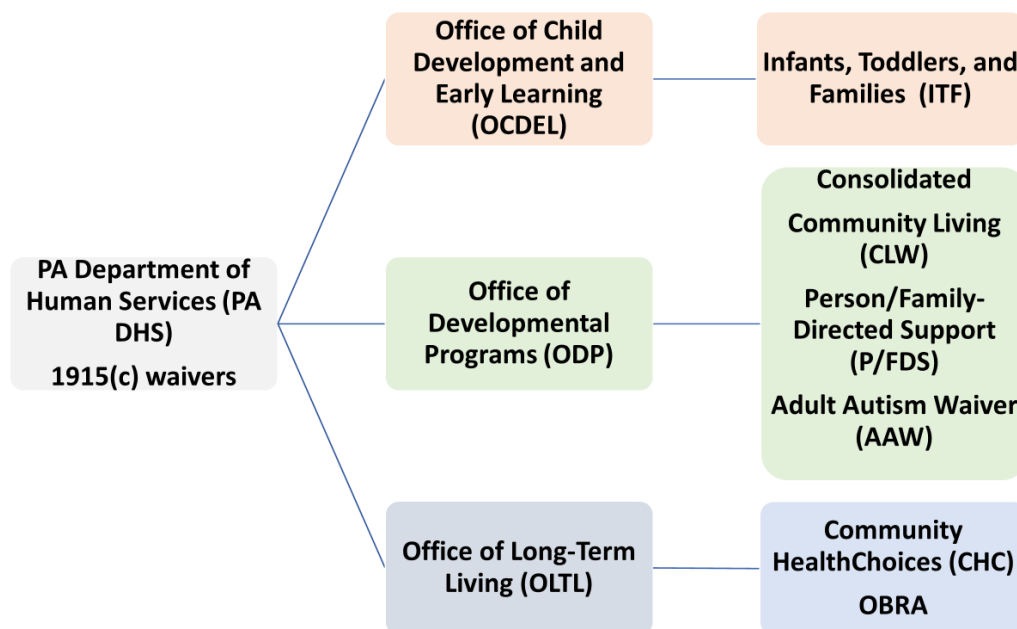 Office of Child
Development and
Early Learning
(OCDEL)
Infants, Toddlers, and
Families (ITF)
PA Department of
Human Services (PA
DHS)
1915(c) waivers
Office of
Developmental
Programs (ODP)
Consolidated
Community Living
(CLW)
Person/Family-
Directed Support
(P/FDS)
Adult Autism Waiver
(AAW)
Office of Long-Term
Living (OLTL)
Community
HealthChoices (CHC)
OBRA